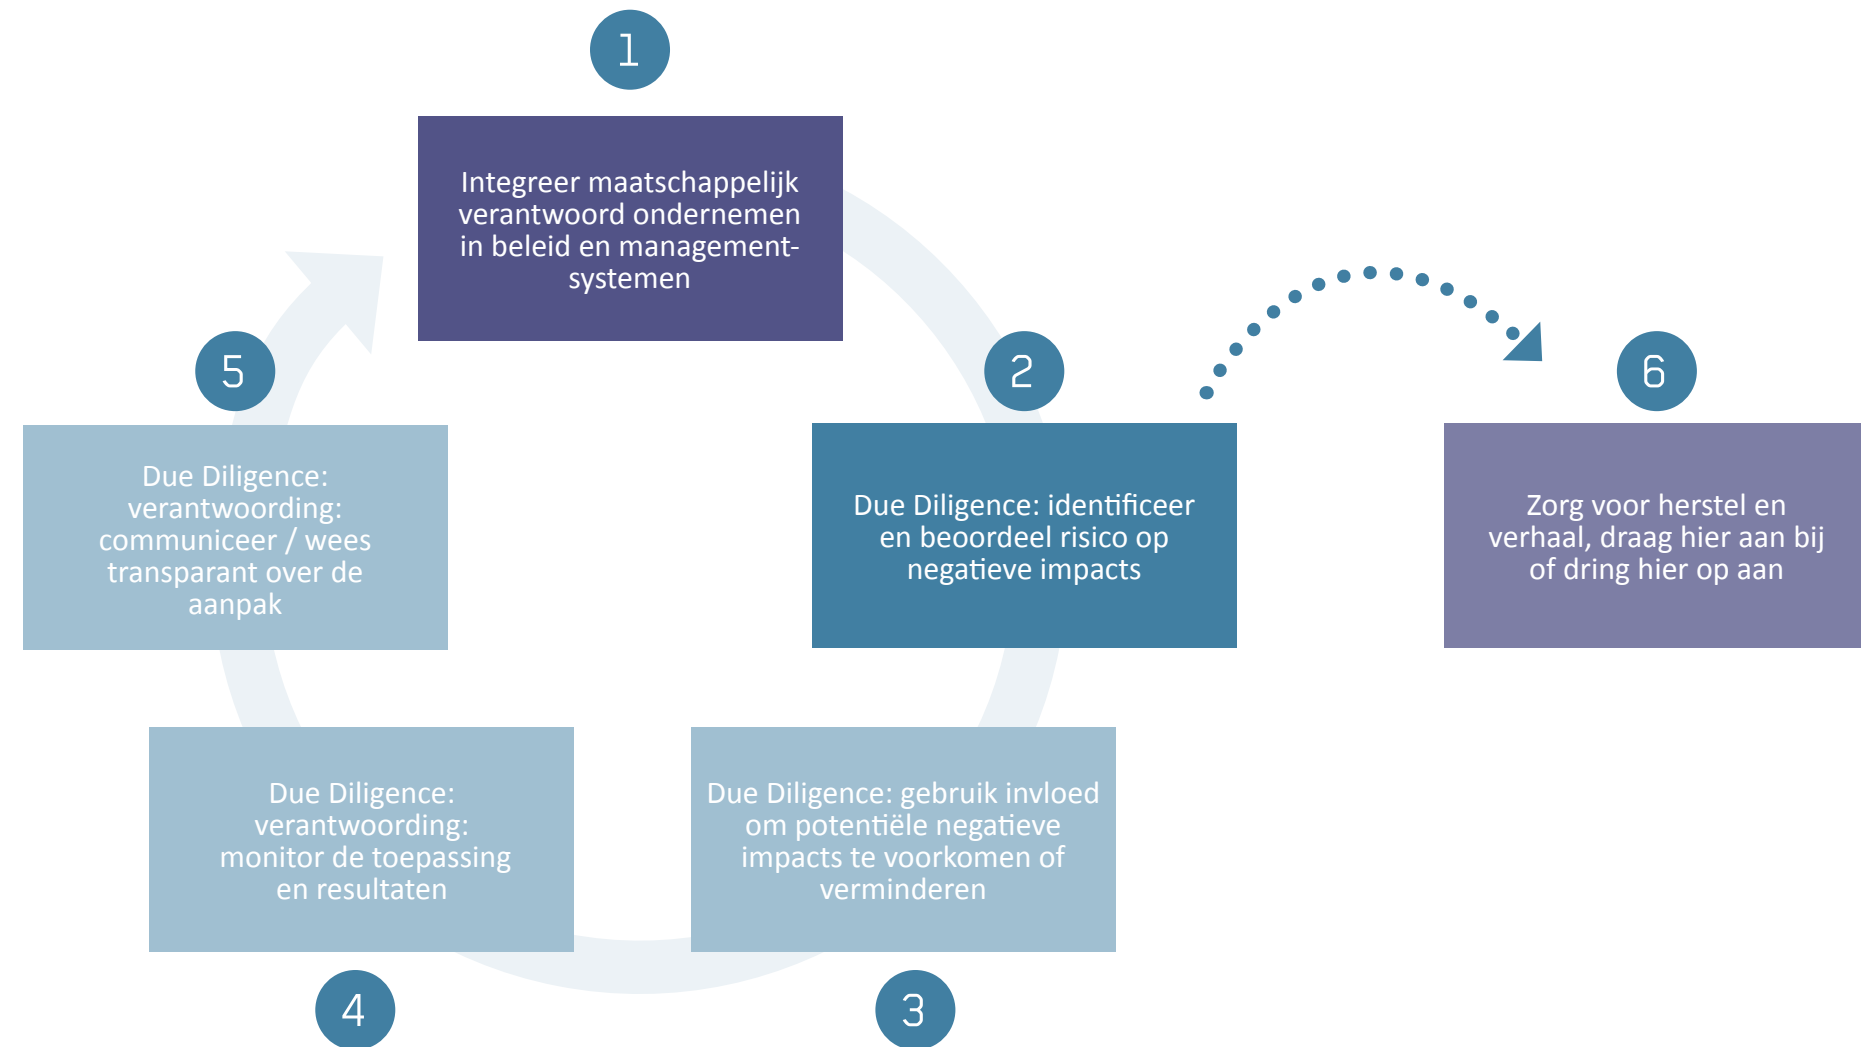 1
Integreer maatschappelijk
verantwoord ondernemen
in beleid en management-
systemen
2
Due Diligence: identificeer
en beoordeel risico op
negatieve impacts
3
Due Diligence: gebruik invloed
om potentiële negatieve
impacts te voorkomen of
verminderen
4
Due Diligence:
verantwoording:
monitor de toepassing
en resultaten
5
Due Diligence:
verantwoording:
communiceer / wees
transparant over de
aanpak
6
Zorg voor herstel en
verhaal, draag hier aan bij
of dring hier op aan